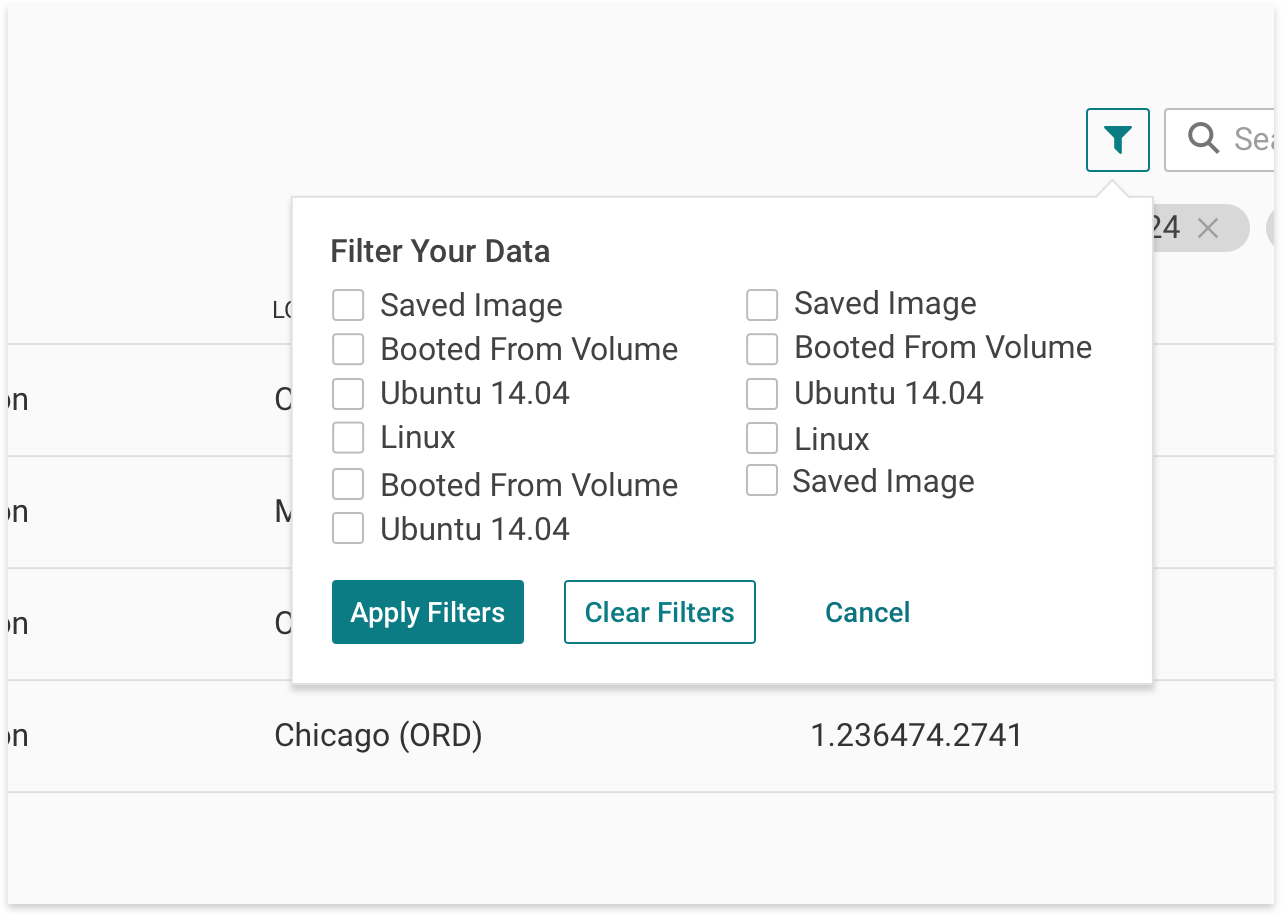 Filter Your Data
Saved Image
Booted From Volume
Ubuntu 14.04
Linux
Booted From Volume
Ubuntu 14.04
Saved Image
Booted From Volume
Ubuntu 14.04
Linux
Saved Image
Apply Filters
Clear Filters
Cancel
24
on
on
on
on
Chicago (ORD)
1.236474.2741